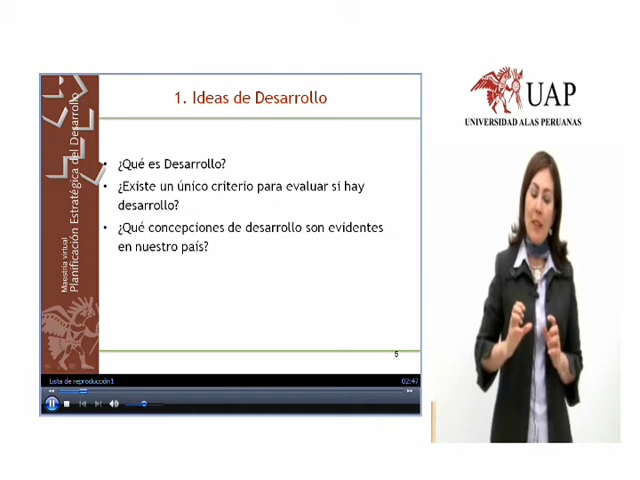 1. Ideas de Desarrollo
• ¿Qué es Desarrollo?
• ¿Existe un único criterio para evaluar si hay
desarrollo?
• ¿Qué concepciones de desarrollo son evidentes
en nuestro país?
5
Maestría virtual
Planificación Estratégica del Desarrollo
Lista de reproducción1
02:47
UAP
UNIVERSIDAD ALAS PERUANAS